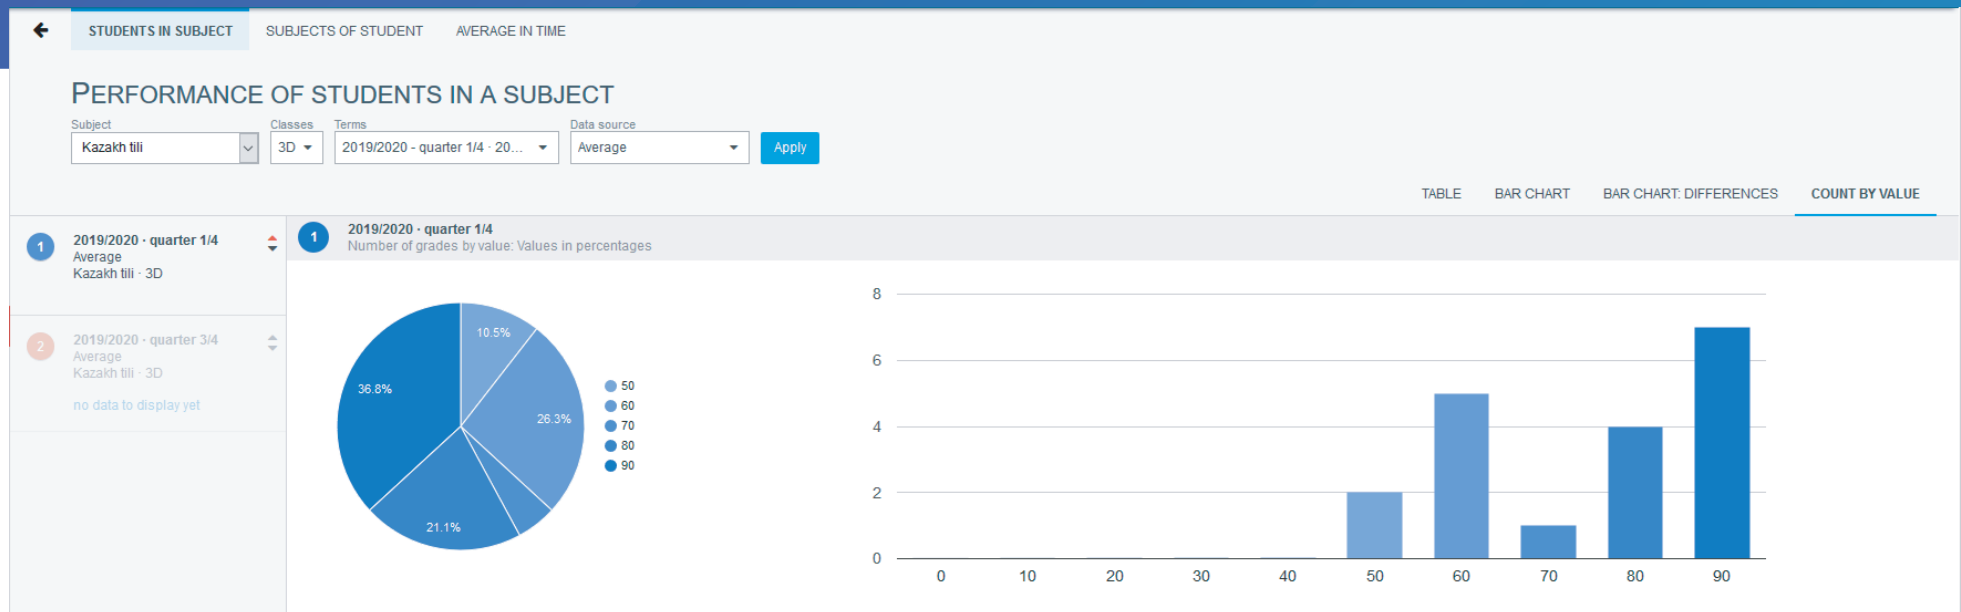 STUDENTS IN SUBJECT SUBJECTS OF STUDENT AVERAGE IN TIME
PERFORMANCE OF STUDENTS IN A SUBJECT
Subject Classes Terms Data source
Kazakh tili 3D 2019/2020 - quarter 1/4 · 20... Average Apply
TABLE BAR CHART BAR CHART: DIFFERENCES COUNT BY VALUE
1
2019/2020 · quarter 1/4
Average
Kazakh tili · 3D
2
2019/2020 · quarter 3/4
Average
Kazakh tili · 3D
no data to display yet
1
2019/2020 · quarter 1/4
Number of grades by value: Values in percentages
10.5%
26.3%
36.8%
21.1%
50
60
70
80
90
8
6
4
2
0
0 10 20 30 40 50 60 70 80 90